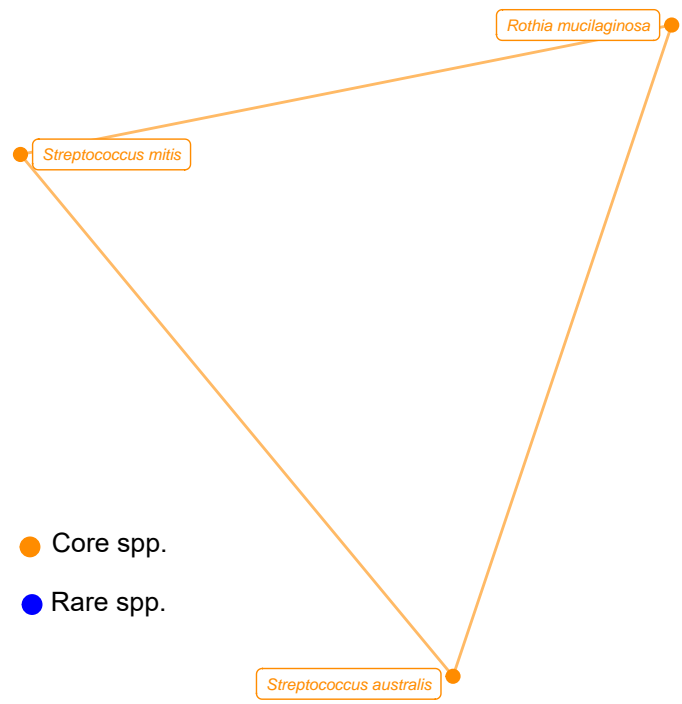 Rothia mucilaginosa
Streptococcus mitis
Core spp.
Rare spp.
Streptococcus australis